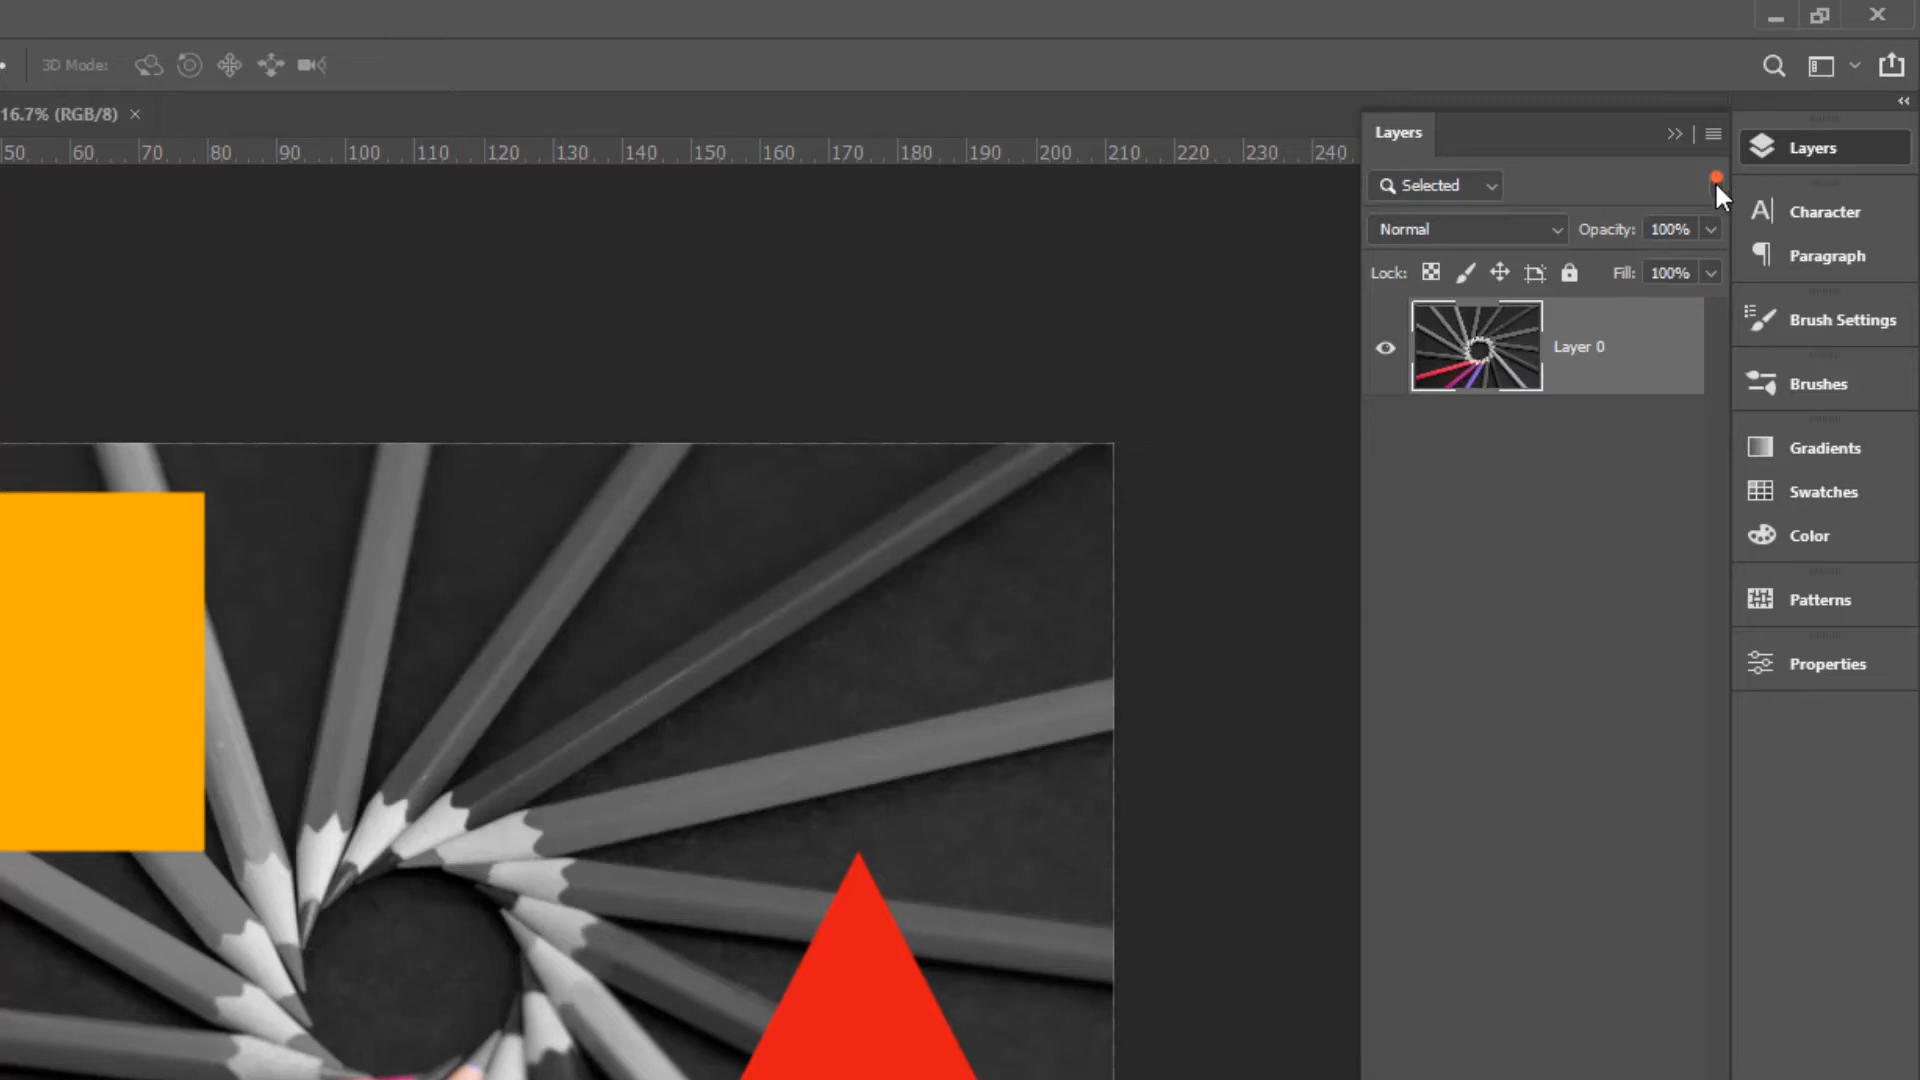 3D Mode:
16.7% (RGB/8) ×
50 60 70 80 90 100 110 120 130 140 150 160 170 180 190 200 210 220 230 240
Layers
Selected
Normal Opacity: 100%
Lock: Fill: 100%
Layer 0
Layers
Character
Paragraph
Brush Settings
Brushes
Gradients
Swatches
Color
Patterns
Properties